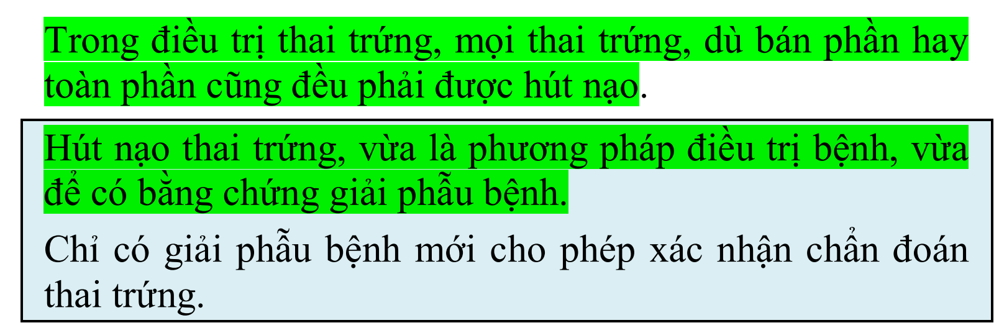 Trong điều trị thai trứng, mọi thai trứng, dù bán phần hay
toàn phần cũng đều phải được hút nạo.
Hút nạo thai trứng, vừa là phương pháp điều trị bệnh, vừa
để có bằng chứng giải phẫu bệnh.
Chỉ có giải phẫu bệnh mới cho phép xác nhận chẩn đoán
thai trứng.